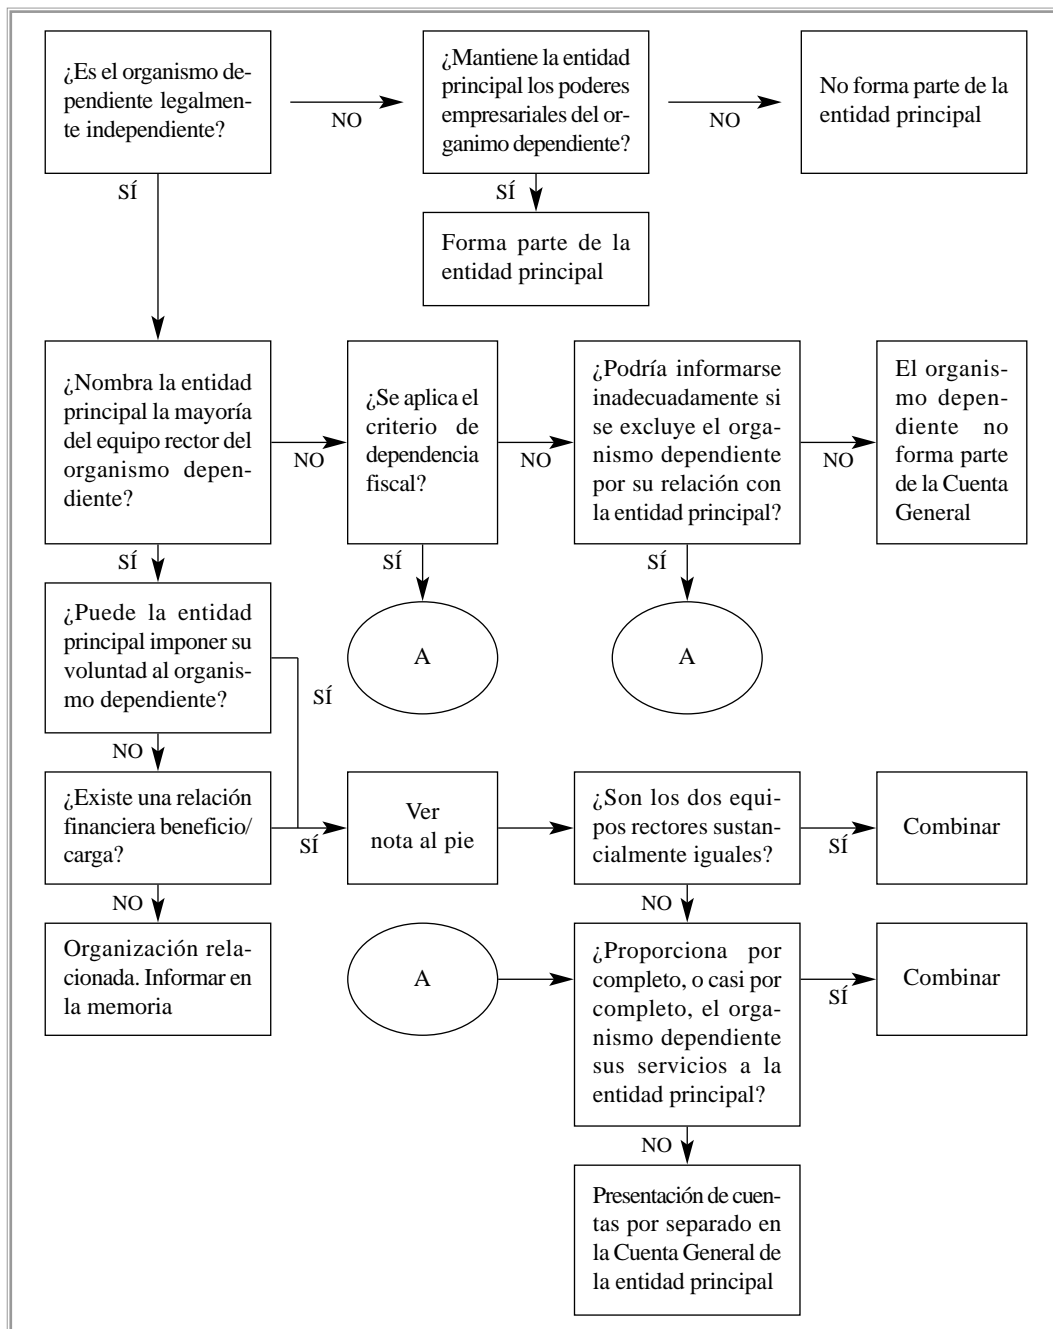 ¿Es el organismo de-
pendiente legalmen-
te independiente?
NO
¿Mantiene la entidad
principal los poderes
empresariales del or-
ganimo dependiente?
NO
No forma parte de la
entidad principal
SÍ
SÍ
Forma parte de la
entidad principal
¿Nombra la entidad
principal la mayoría
del equipo rector del
organismo depen-
diente?
NO
¿Se aplica el
criterio de
dependencia
fiscal?
NO
¿Podría informarse
inadecuadamente si
se excluye el orga-
nismo dependiente
por su relación con
la entidad principal?
NO
El organis-
mo depen-
diente no
forma parte
de la Cuenta
General
SÍ
SÍ
SÍ
¿Puede la entidad
principal imponer su
voluntad al organis-
mo dependiente?
SÍ
A
A
NO
¿Existe una relación
financiera beneficio/
carga?
SÍ
Ver
nota al pie
¿Son los dos equi-
pos rectores sustan-
cialmente iguales?
SÍ
Combinar
NO
NO
Organización rela-
cionada. Informar en
la memoria
A
¿Proporciona por
completo, o casi por
completo, el orga-
nismo dependiente
sus servicios a la
entidad principal?
SÍ
Combinar
NO
Presentación de cuen-
tas por separado en
la Cuenta General de
la entidad principal